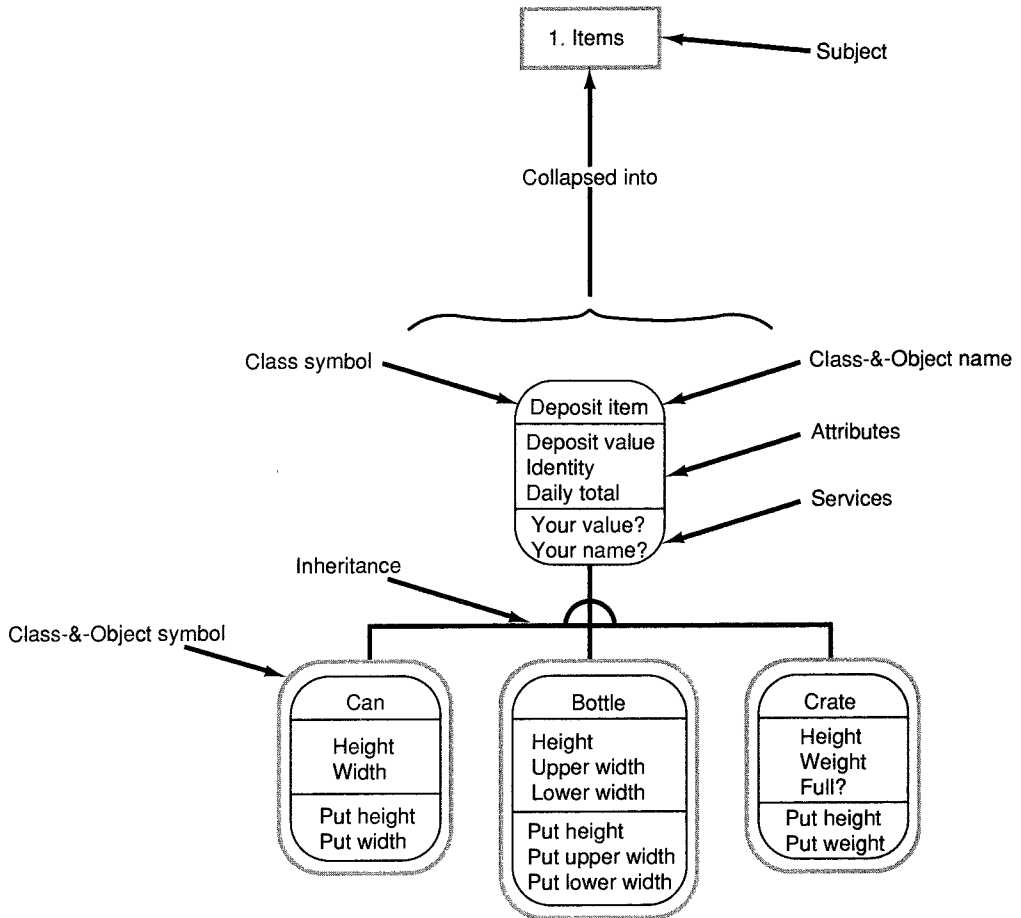 1. Items
Subject
Collapsed into
Class symbol
Class-&-Object name
Deposit item
Attributes
Deposit value
Identity
Daily total
Services
Your value?
Your name?
Inheritance
Class-&-Object symbol
Can
Height
Width
Put height
Put width
Bottle
Height
Upper width
Lower width
Put height
Put upper width
Put lower width
Crate
Height
Weight
Full?
Put height
Put weight